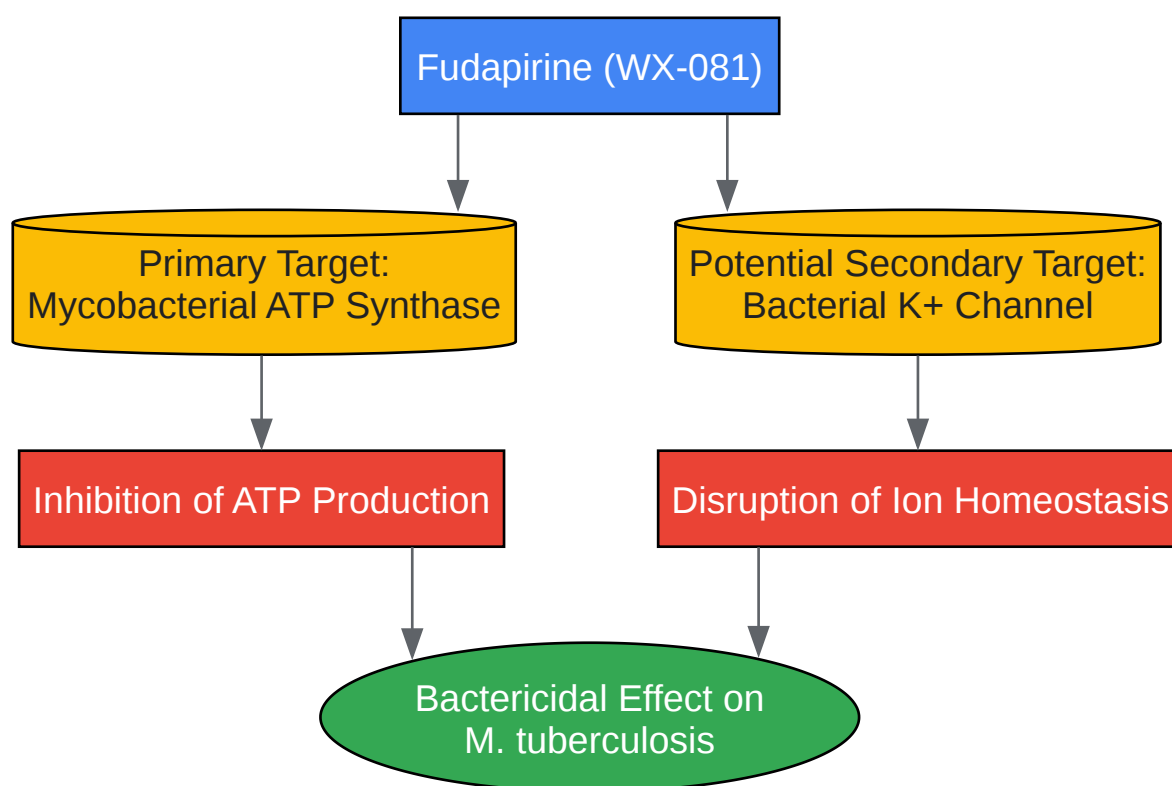 Fudapirine (WX-081)
Primary Target:
Mycobacterial ATP Synthase
Potential Secondary Target:
Bacterial K+ Channel
Inhibition of ATP Production
Disruption of Ion Homeostasis
Bactericidal Effect on
M. tuberculosis